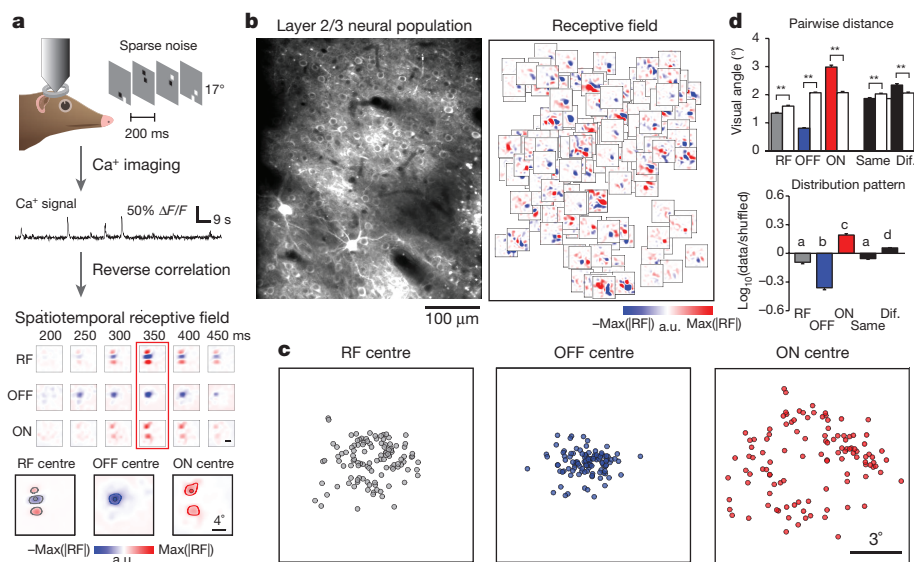 a
Sparse noise
17°
200 ms
Ca⁺ imaging
Ca⁺ signal
50% ΔF/F
9 s
Reverse correlation
Spatiotemporal receptive field
200 250 300 350 400 450 ms
RF
OFF
ON
RF centre OFF centre ON centre
4°
–Max(|RF|) Max(|RF|)
a.u.
b
Layer 2/3 neural population Receptive field
100 μm
–Max(|RF|) a.u. Max(|RF|)
c
RF centre OFF centre ON centre
3°
d
Pairwise distance
Visual angle (°)
4
3
2
1
0
** ** ** ** **
RF OFF ON Same Dif.
Distribution pattern
Log₁₀(data/shuffled)
0.6
0.3
0.0
–0.3
–0.6
a b c a d
RF OFF ON Same Dif.